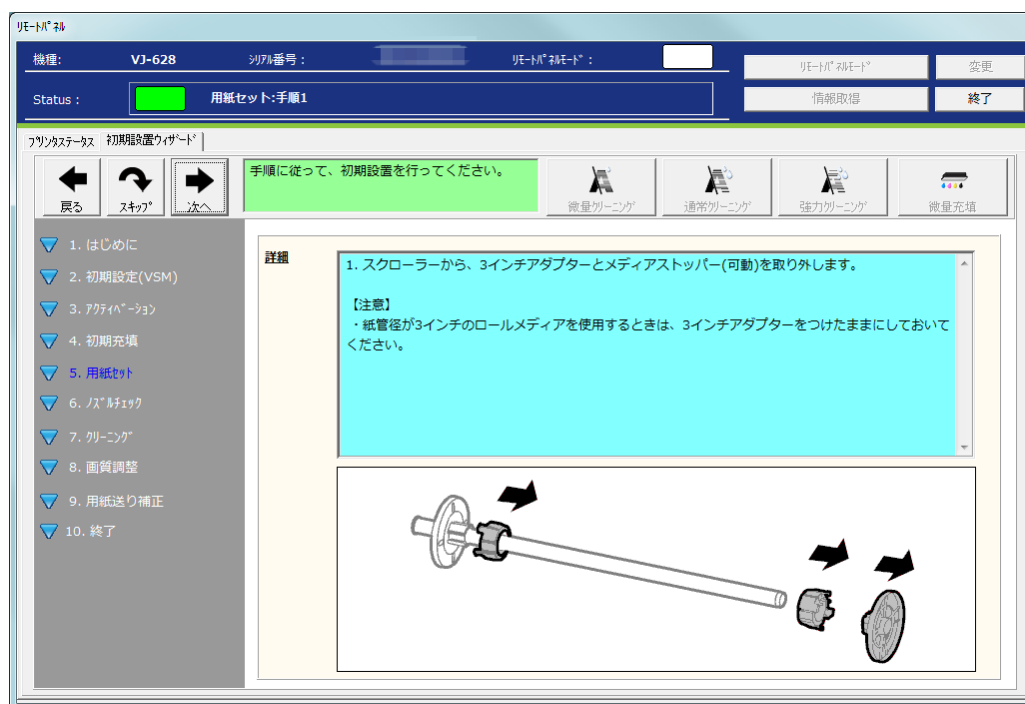 ﾘﾓｰﾄﾊﾟﾈﾙ
機種: VJ-628 ｼﾘｱﾙ番号 : ﾘﾓｰﾄﾊﾟﾈﾙﾓｰﾄﾞ :
ﾘﾓｰﾄﾊﾟﾈﾙﾓｰﾄﾞ 変更
Status : 用紙セット:手順1
情報取得 終了
ﾌﾟﾘﾝﾀｽﾃｰﾀｽ 初期設置ｳｨｻﾞｰﾄﾞ
戻る ｽｷｯﾌﾟ 次へ
手順に従って、初期設置を行ってください。
微量ｸﾘｰﾆﾝｸﾞ 通常ｸﾘｰﾆﾝｸﾞ 強力ｸﾘｰﾆﾝｸﾞ 微量充填
1. はじめに
2. 初期設定(VSM)
3. ｱｸﾃｨﾍﾞｰｼｮﾝ
4. 初期充填
5. 用紙ｾｯﾄ
6. ﾉｽﾞﾙﾁｪｯｸ
7. ｸﾘｰﾆﾝｸﾞ
8. 画質調整
9. 用紙送り補正
10. 終了
詳細
1. スクローラーから、3インチアダプターとメディアストッパー(可動)を取り外します。
【注意】
・紙管径が3インチのロールメディアを使用するときは、3インチアダプターをつけたままにしておいて
ください。